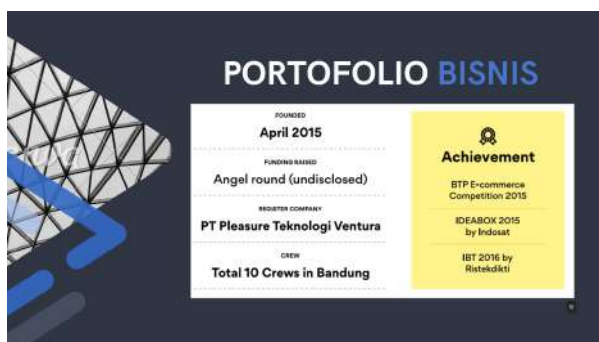 PORTOFOLIO BISNIS
FOUNDED
April 2015
FUNDING RAISED
Angel round (undisclosed)
REGISTER COMPANY
PT Pleasure Teknologi Ventura
CREW
Total 10 Crews in Bandung
Achievement
BTP E-commerce
Competition 2015
IDEABOX 2015
by Indosat
IBT 2016 by
Ristekdikti